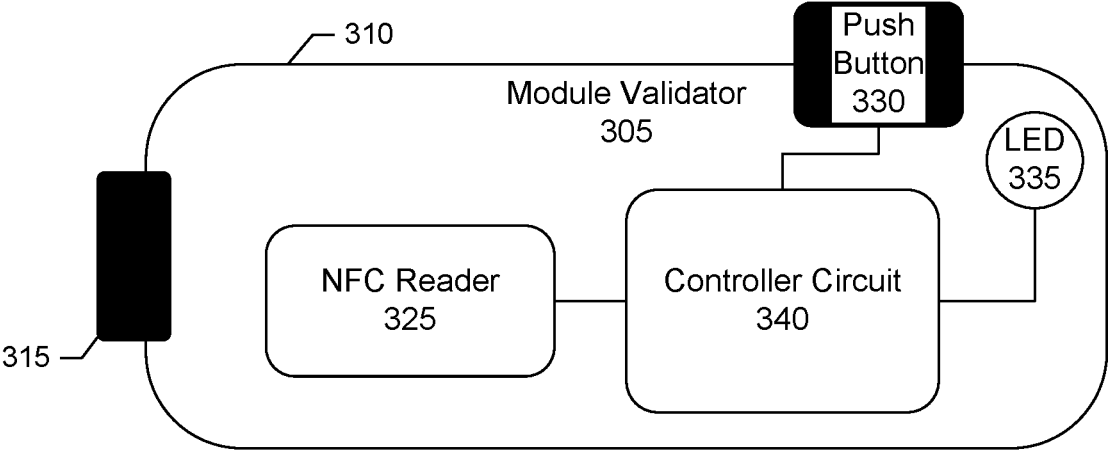 310
Push
Button
330
Module Validator
305
LED
335
NFC Reader
325
Controller Circuit
340
315